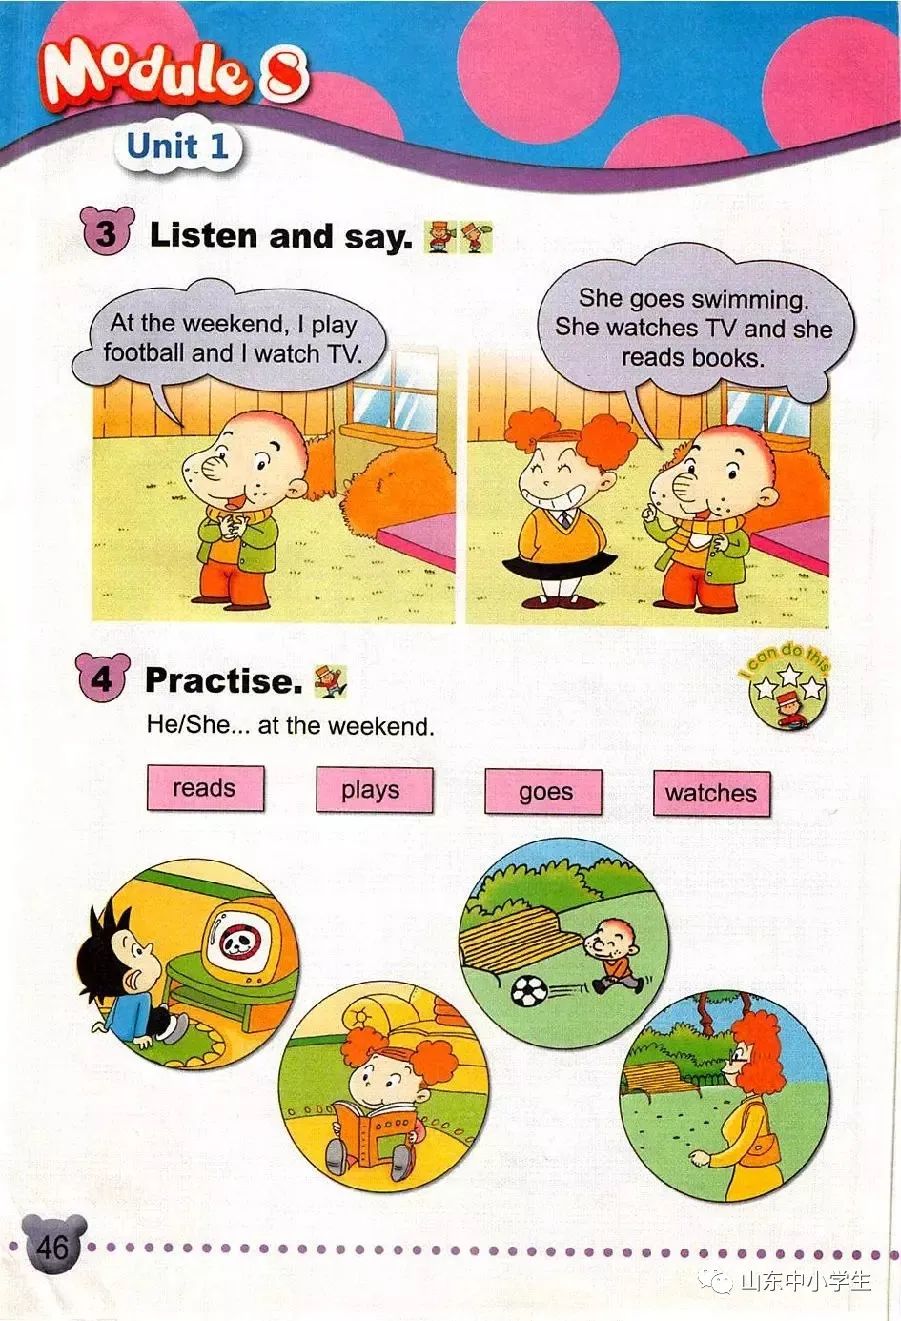 Module 8
Unit 1
3 Listen and say.
At the weekend, I play
football and I watch TV.
She goes swimming.
She watches TV and she
reads books.
4 Practise.
I can do this
He/She... at the weekend.
reads
plays
goes
watches
46
山东中小学生